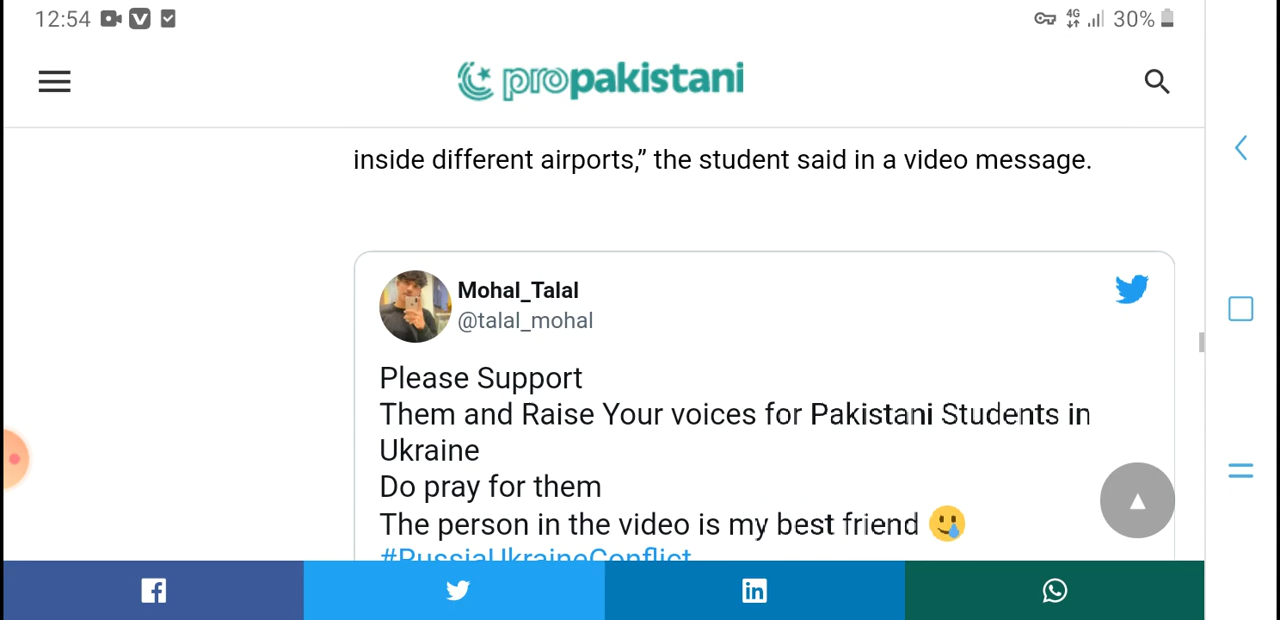 12:54
4G
30%
propakistani
inside different airports,” the student said in a video message.
Mohal_Talal
@talal_mohal
Please Support
Them and Raise Your voices for Pakistani Students in
Ukraine
Do pray for them
The person in the video is my best friend 🥲
#RussiaUkraineConflict